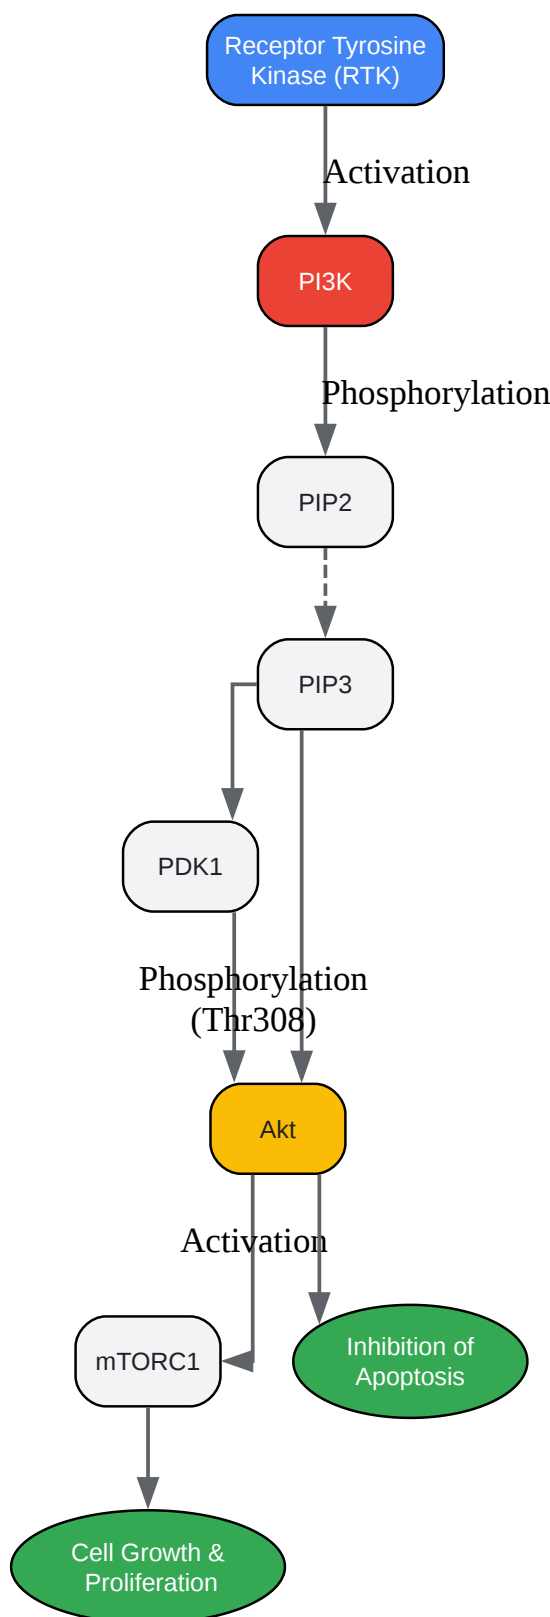 Receptor Tyrosine
Kinase (RTK)
Activation
PI3K
Phosphorylation
PIP2
PIP3
PDK1
Phosphorylation
(Thr308)
Akt
Activation
mTORC1
Inhibition of
Apoptosis
Cell Growth &
Proliferation